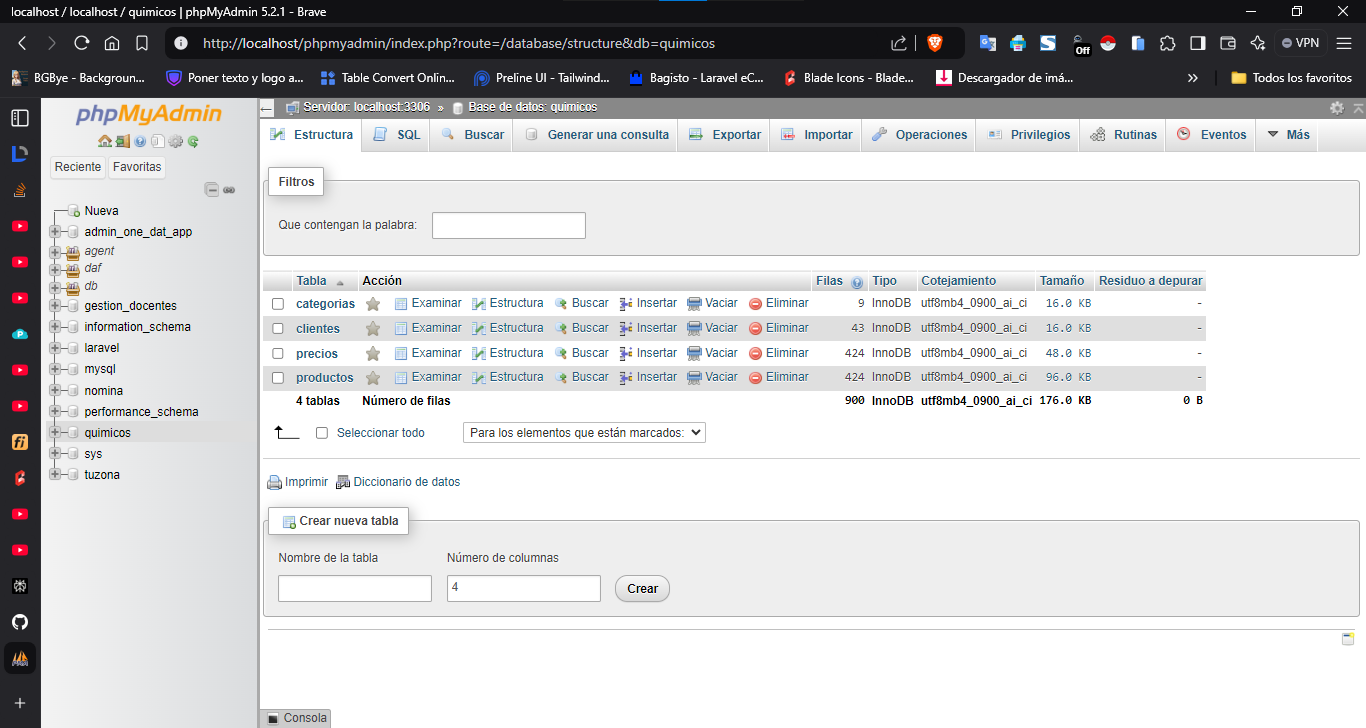 localhost / localhost / quimicos | phpMyAdmin 5.2.1 - Brave
http://localhost/phpmyadmin/index.php?route=/database/structure&db=quimicos
Off
VPN
BGBye - Backgroun...
Poner texto y logo a...
Table Convert Onlin...
Preline UI - Tailwind...
Bagisto - Laravel eC...
Blade Icons - Blade...
Descargador de imá...
»
Todos los favoritos
phpMyAdmin
Reciente
Favoritas
Nueva
admin_one_dat_app
agent
daf
db
gestion_docentes
information_schema
laravel
mysql
nomina
performance_schema
quimicos
sys
tuzona
Servidor: localhost:3306 » Base de datos: quimicos
Estructura SQL Buscar Generar una consulta Exportar Importar Operaciones Privilegios Rutinas Eventos Más
Filtros
Que contengan la palabra:
Tabla Acción Filas Tipo Cotejamiento Tamaño Residuo a depurar
categorias Examinar Estructura Buscar Insertar Vaciar Eliminar 9 InnoDB utf8mb4_0900_ai_ci 16.0 KB -
clientes Examinar Estructura Buscar Insertar Vaciar Eliminar 43 InnoDB utf8mb4_0900_ai_ci 16.0 KB -
precios Examinar Estructura Buscar Insertar Vaciar Eliminar 424 InnoDB utf8mb4_0900_ai_ci 48.0 KB -
productos Examinar Estructura Buscar Insertar Vaciar Eliminar 424 InnoDB utf8mb4_0900_ai_ci 96.0 KB -
4 tablas Número de filas 900 InnoDB utf8mb4_0900_ai_ci 176.0 KB 0 B
Seleccionar todo Para los elementos que están marcados:
Imprimir Diccionario de datos
Crear nueva tabla
Nombre de la tabla Número de columnas
4 Crear
Consola